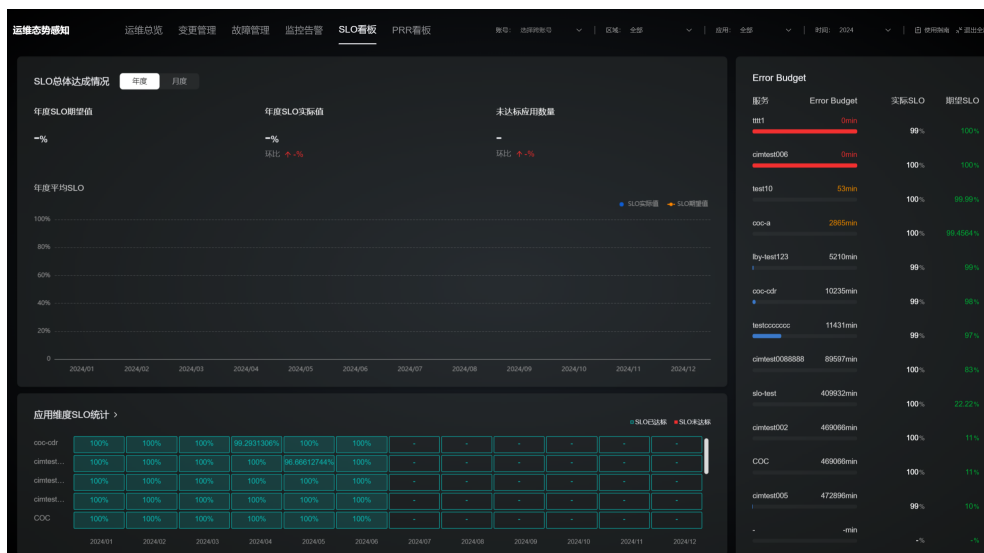 运维态势感知 运维总览 变更管理 故障管理 监控告警 SLO看板 PRR看板 账号: 选择跨账号 区域: 全部 应用: 全部 时间: 2024 使用指南 退出全
SLO总体达成情况 年度 月度
年度SLO期望值 年度SLO实际值 未达标应用数量
-% -% -
环比 ↑ -% 环比 ↑ -%
年度平均SLO
SLO实际值 SLO期望值
100%
80%
60%
40%
20%
0
2024/01 2024/02 2024/03 2024/04 2024/05 2024/06 2024/07 2024/08 2024/09 2024/10 2024/11 2024/12
应用维度SLO统计 >
SLO已达标 SLO未达标
coc-cdr 100% 100% 100% 99.2931306% 100% 100% - - - - - -
cimtest... 100% 100% 100% 100% 96.66612744% 100% - - - - - -
cimtest... 100% 100% 100% 100% 100% 100% - - - - - -
cimtest... 100% 100% 100% 100% 100% 100% - - - - - -
COC 100% 100% 100% 100% 100% 100% - - - - - -
2024/01 2024/02 2024/03 2024/04 2024/05 2024/06 2024/07 2024/08 2024/09 2024/10 2024/11 2024/12
Error Budget
服务 Error Budget 实际SLO 期望SLO
tttt1 0min 99% 100%
cimtest006 0min 100% 100%
test10 53min 100% 99.99%
coc-a 2865min 100% 99.4564%
lby-test123 5210min 99% 99%
coc-cdr 10235min 99% 98%
testccccccc 11431min 99% 97%
cimtest0088888 89597min 100% 83%
slo-test 409932min 100% 22.22%
cimtest002 469066min 100% 11%
COC 469066min 100% 11%
cimtest005 472896min 99% 10%
- -min -% -%